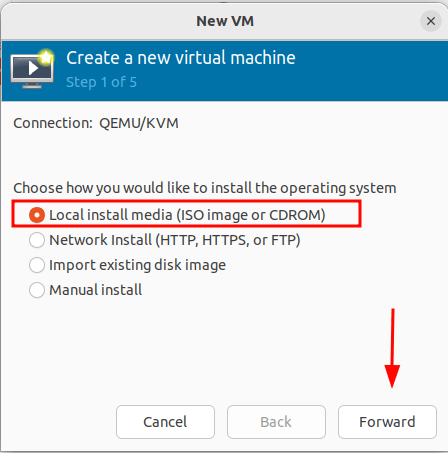 New VM
Create a new virtual machine
Step 1 of 5
Connection: QEMU/KVM
Choose how you would like to install the operating system
Local install media (ISO image or CDROM)
Network Install (HTTP, HTTPS, or FTP)
Import existing disk image
Manual install
Cancel Back Forward